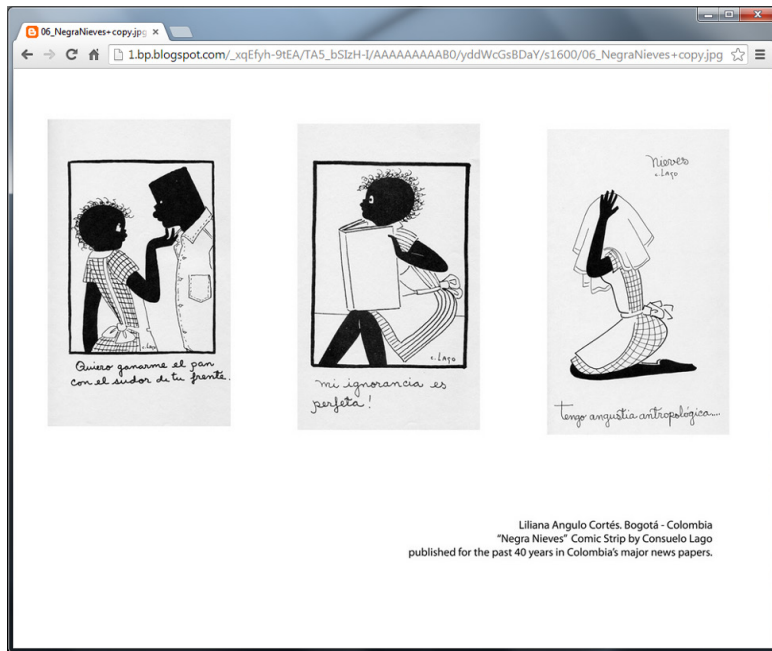 06_NegraNieves+copy.jpg
1.bp.blogspot.com/_xqEfyh-9tEA/TA5_bSIzH-I/AAAAAAAAAB0/yddWcGsBDaY/s1600/06_NegraNieves+copy.jpg
c. Lago
Quiero ganarme el pan
con el sudor de tu frente.
c. Lago
mi ignorancia es
perfeta!
Nieves
c. Lago
Tengo angustia antropológica....
Liliana Angulo Cortés. Bogotá - Colombia
“Negra Nieves” Comic Strip by Consuelo Lago
published for the past 40 years in Colombia's major news papers.